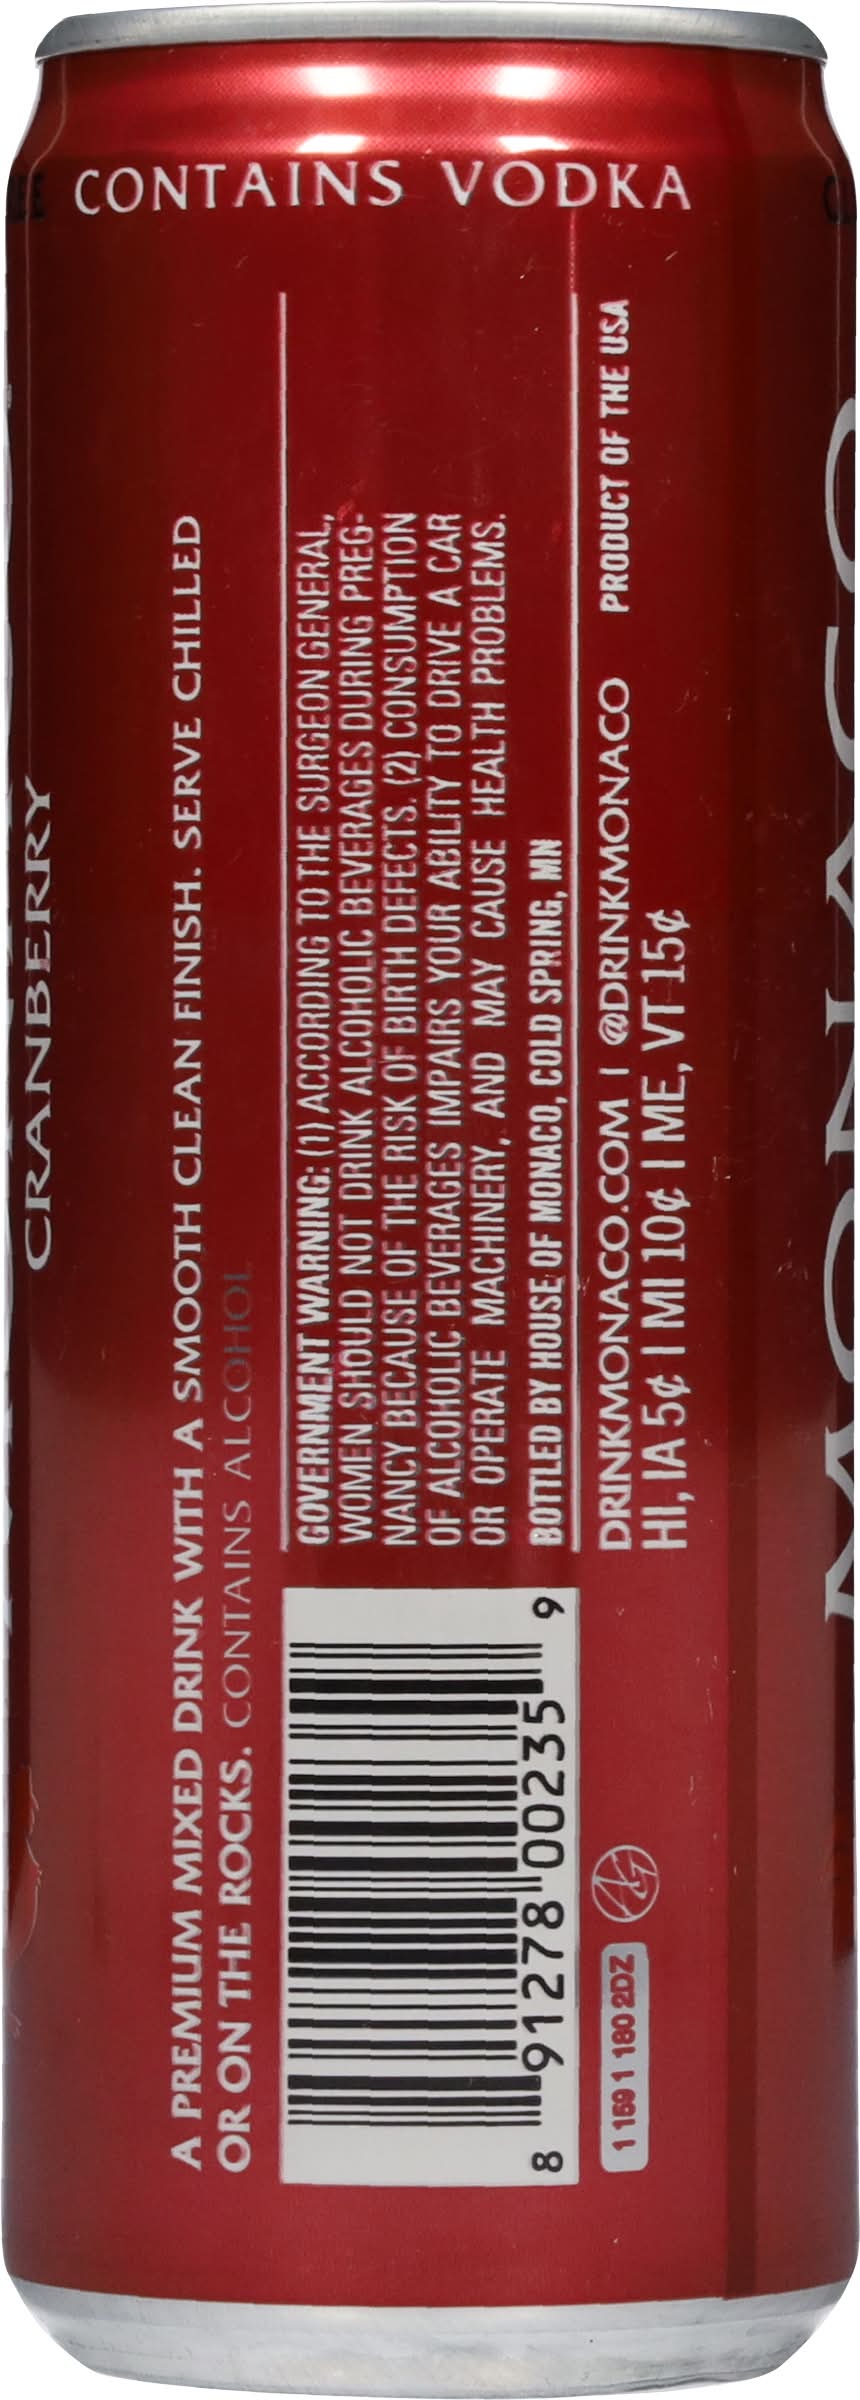 CONTAINS VODKA
CRANBERRY
A PREMIUM MIXED DRINK WITH A SMOOTH CLEAN FINISH. SERVE CHILLED
OR ON THE ROCKS. CONTAINS ALCOHOL
GOVERNMENT WARNING: (1) ACCORDING TO THE SURGEON GENERAL,
WOMEN SHOULD NOT DRINK ALCOHOLIC BEVERAGES DURING PREG-
NANCY BECAUSE OF THE RISK OF BIRTH DEFECTS. (2) CONSUMPTION
OF ALCOHOLIC BEVERAGES IMPAIRS YOUR ABILITY TO DRIVE A CAR
OR OPERATE MACHINERY, AND MAY CAUSE HEALTH PROBLEMS.
BOTTLED BY HOUSE OF MONACO, COLD SPRING, MN
8 91278 00235 9
DRINKMONACO.COM | @DRINKMONACO PRODUCT OF THE USA
HI, IA 5¢ | MI 10¢ | ME, VT 15¢
1 159 1 180 2DZ
MONACO